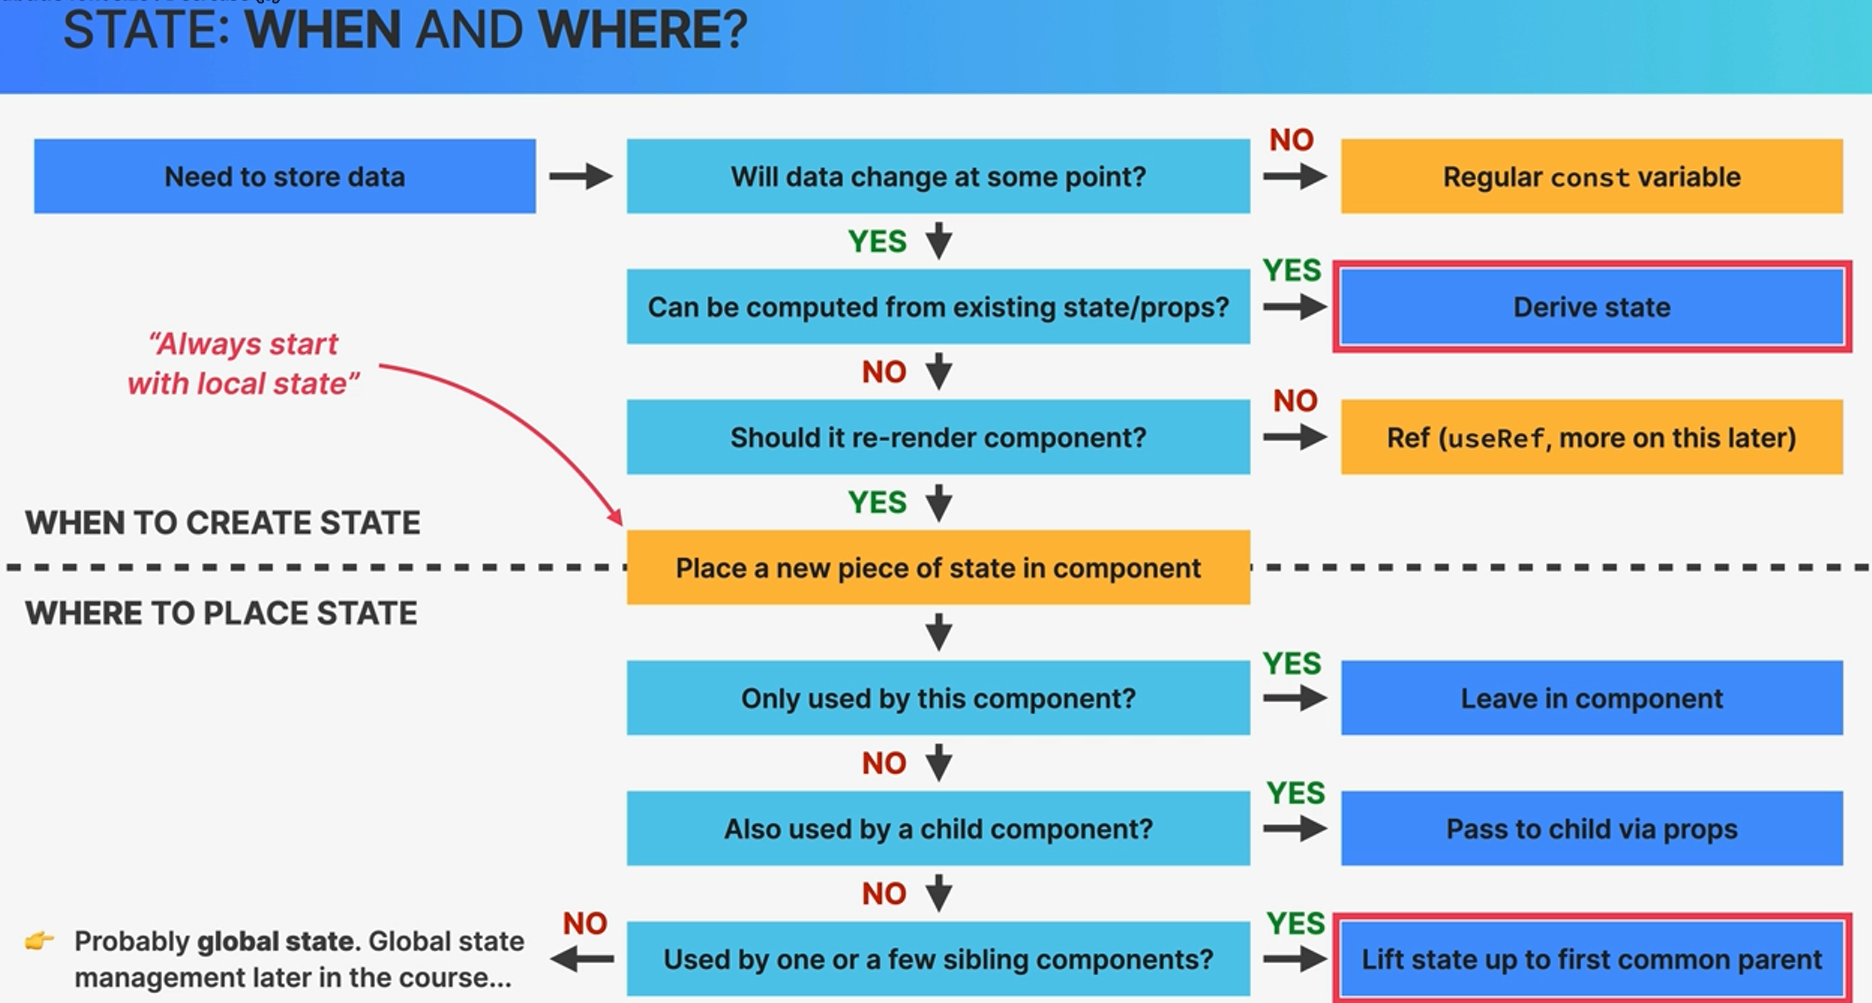 STATE: WHEN AND WHERE?
Need to store data
Will data change at some point?
NO
Regular const variable
YES
Can be computed from existing state/props?
YES
Derive state
“Always start
with local state”
NO
Should it re-render component?
NO
Ref (useRef, more on this later)
YES
WHEN TO CREATE STATE
Place a new piece of state in component
WHERE TO PLACE STATE
Only used by this component?
YES
Leave in component
NO
Also used by a child component?
YES
Pass to child via props
NO
Used by one or a few sibling components?
YES
Lift state up to first common parent
NO
👉 Probably global state. Global state
management later in the course...